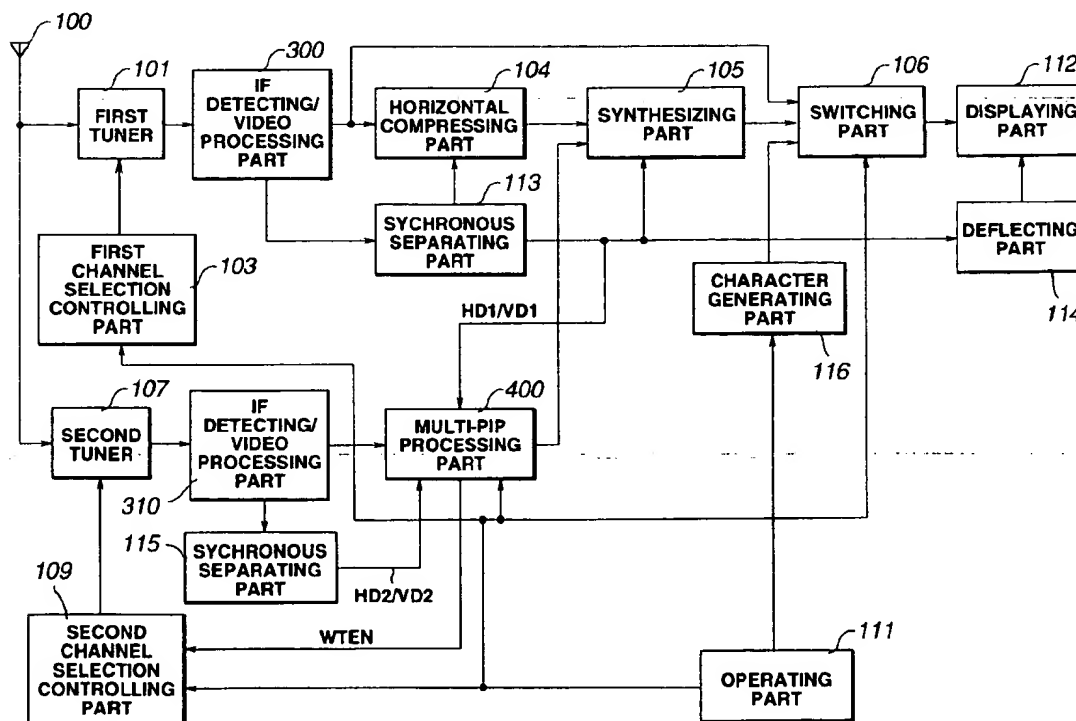 100
101
FIRST
TUNER
300
IF
DETECTING/
VIDEO
PROCESSING
PART
104
HORIZONTAL
COMPRESSING
PART
105
SYNTHESIZING
PART
106
SWITCHING
PART
112
DISPLAYING
PART
113
SYCHRONOUS
SEPARATING
PART
DEFLECTING
PART
114
FIRST
CHANNEL
SELECTION
CONTROLLING
PART
103
CHARACTER
GENERATING
PART
116
HD1/VD1
107
SECOND
TUNER
IF
DETECTING/
VIDEO
PROCESSING
PART
310
400
MULTI-PIP
PROCESSING
PART
115
SYCHRONOUS
SEPARATING
PART
HD2/VD2
109
SECOND
CHANNEL
SELECTION
CONTROLLING
PART
WTEN
111
OPERATING
PART